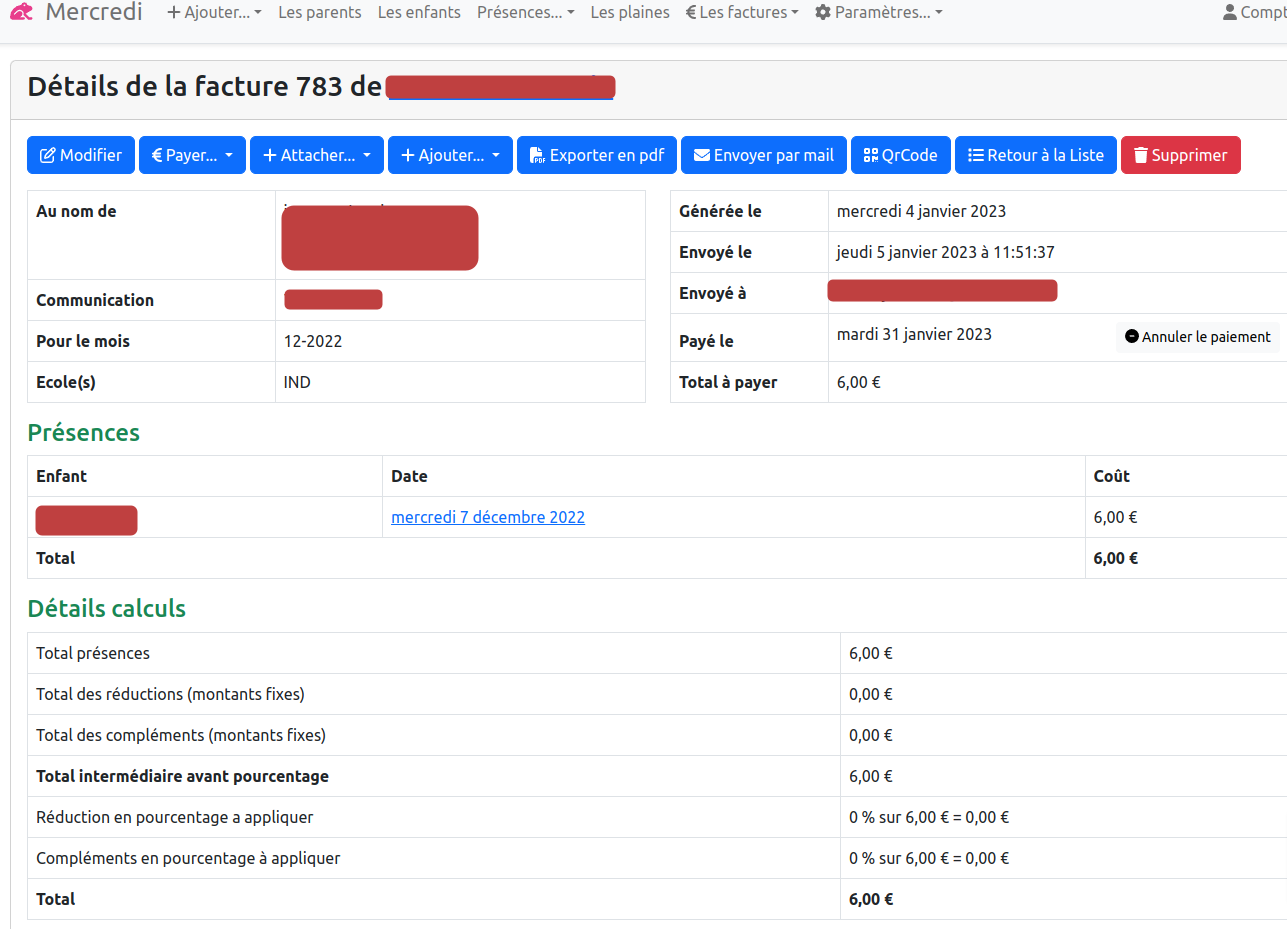 Mercredi Ajouter... Les parents Les enfants Présences... Les plaines € Les factures Paramètres... Compt
Détails de la facture 783 de
Modifier € Payer... + Attacher... + Ajouter... PDF Exporter en pdf Envoyer par mail QrCode Retour à la Liste Supprimer
Au nom de
Communication
Pour le mois 12-2022
Ecole(s) IND
Générée le mercredi 4 janvier 2023
Envoyé le jeudi 5 janvier 2023 à 11:51:37
Envoyé à
Payé le mardi 31 janvier 2023 Annuler le paiement
Total à payer 6,00 €
Présences
Enfant Date Coût
mercredi 7 décembre 2022 6,00 €
Total 6,00 €
Détails calculs
Total présences 6,00 €
Total des réductions (montants fixes) 0,00 €
Total des compléments (montants fixes) 0,00 €
Total intermédiaire avant pourcentage 6,00 €
Réduction en pourcentage a appliquer 0 % sur 6,00 € = 0,00 €
Compléments en pourcentage à appliquer 0 % sur 6,00 € = 0,00 €
Total 6,00 €